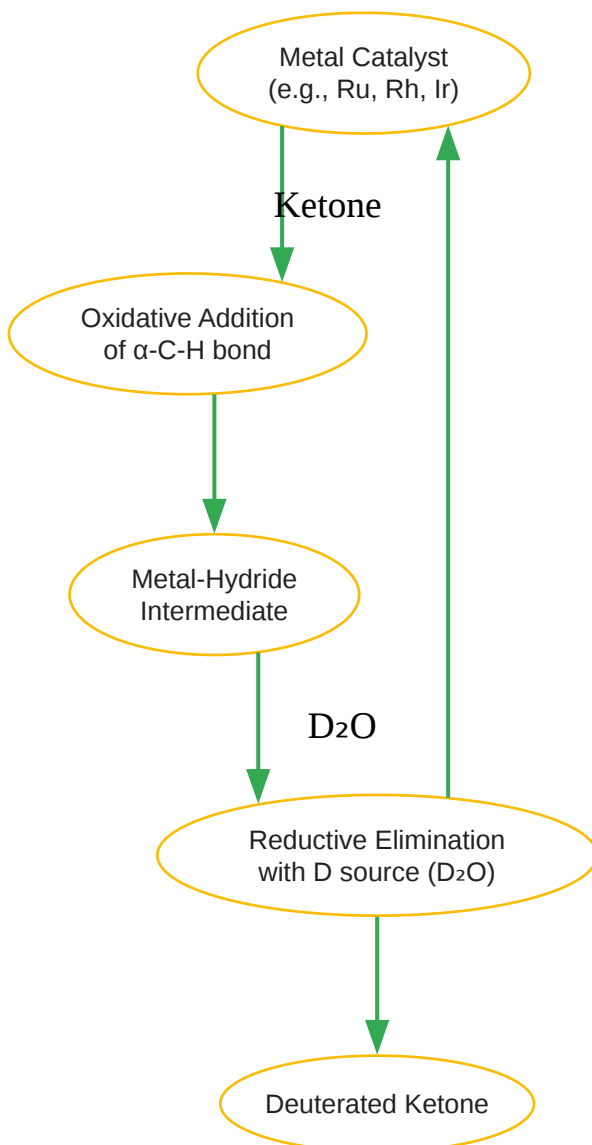 Metal Catalyst
(e.g., Ru, Rh, Ir)
Ketone
Oxidative Addition
of α-C-H bond
Metal-Hydride
Intermediate
D₂O
Reductive Elimination
with D source (D₂O)
Deuterated Ketone